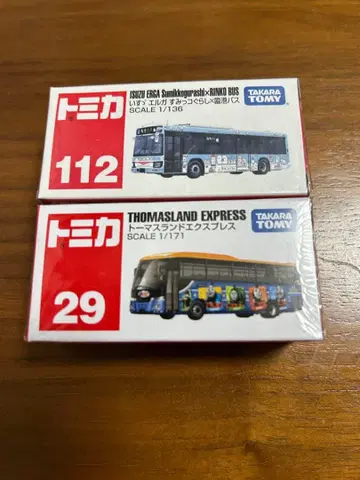 トミカ
112
ISUZU ERGA Sumikkogurashi×RINKO BUS
いすゞ エルガ すみっコぐらし×臨港バス
SCALE 1/136
TAKARA
TOMY
トミカ
29
THOMASLAND EXPRESS
トーマスランドエクスプレス
SCALE 1/171
TAKARA
TOMY